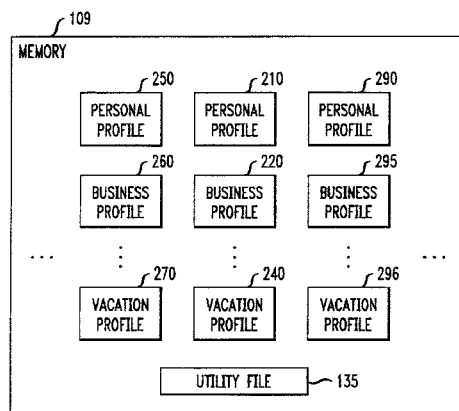 109
MEMORY
250 210 290
PERSONAL PROFILE PERSONAL PROFILE PERSONAL PROFILE
260 220 295
BUSINESS PROFILE BUSINESS PROFILE BUSINESS PROFILE
270 240 296
VACATION PROFILE VACATION PROFILE VACATION PROFILE
UTILITY FILE 135